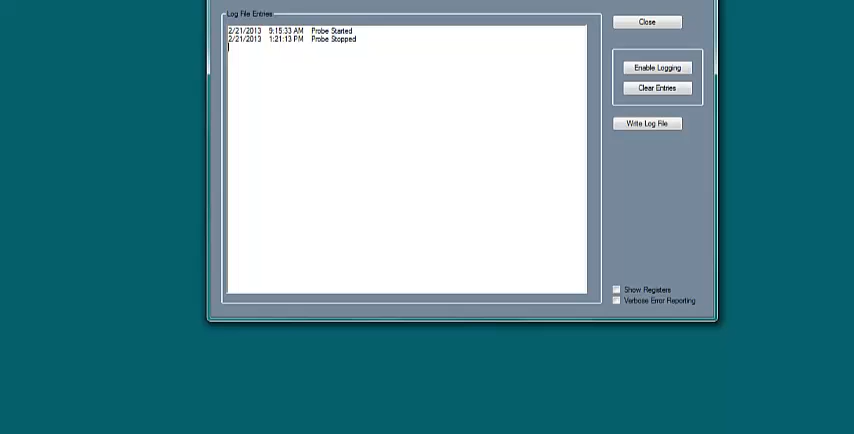 Log File Entries
2/21/2013 9:15:33 AM Probe Started
2/21/2013 1:21:13 PM Probe Stopped
Close
Enable Logging
Clear Entries
Write Log File
Show Registers
Verbose Error Reporting